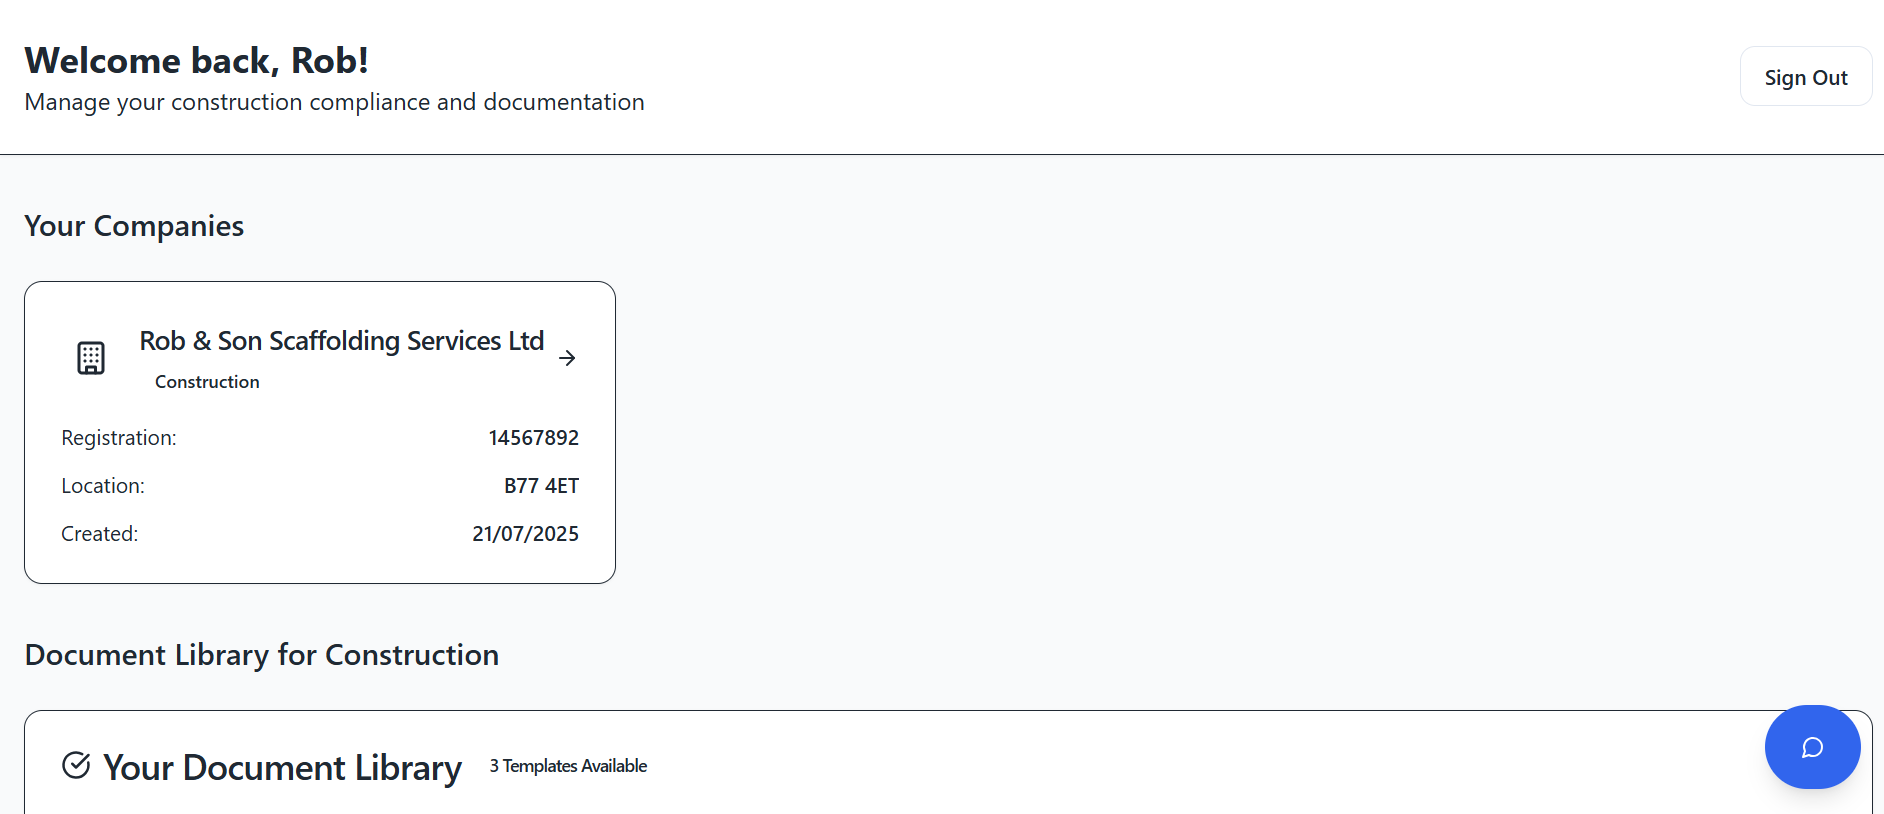 Welcome back, Rob!
Manage your construction compliance and documentation
Sign Out
Your Companies
Rob & Son Scaffolding Services Ltd
Construction
Registration: 14567892
Location: B77 4ET
Created: 21/07/2025
Document Library for Construction
Your Document Library 3 Templates Available